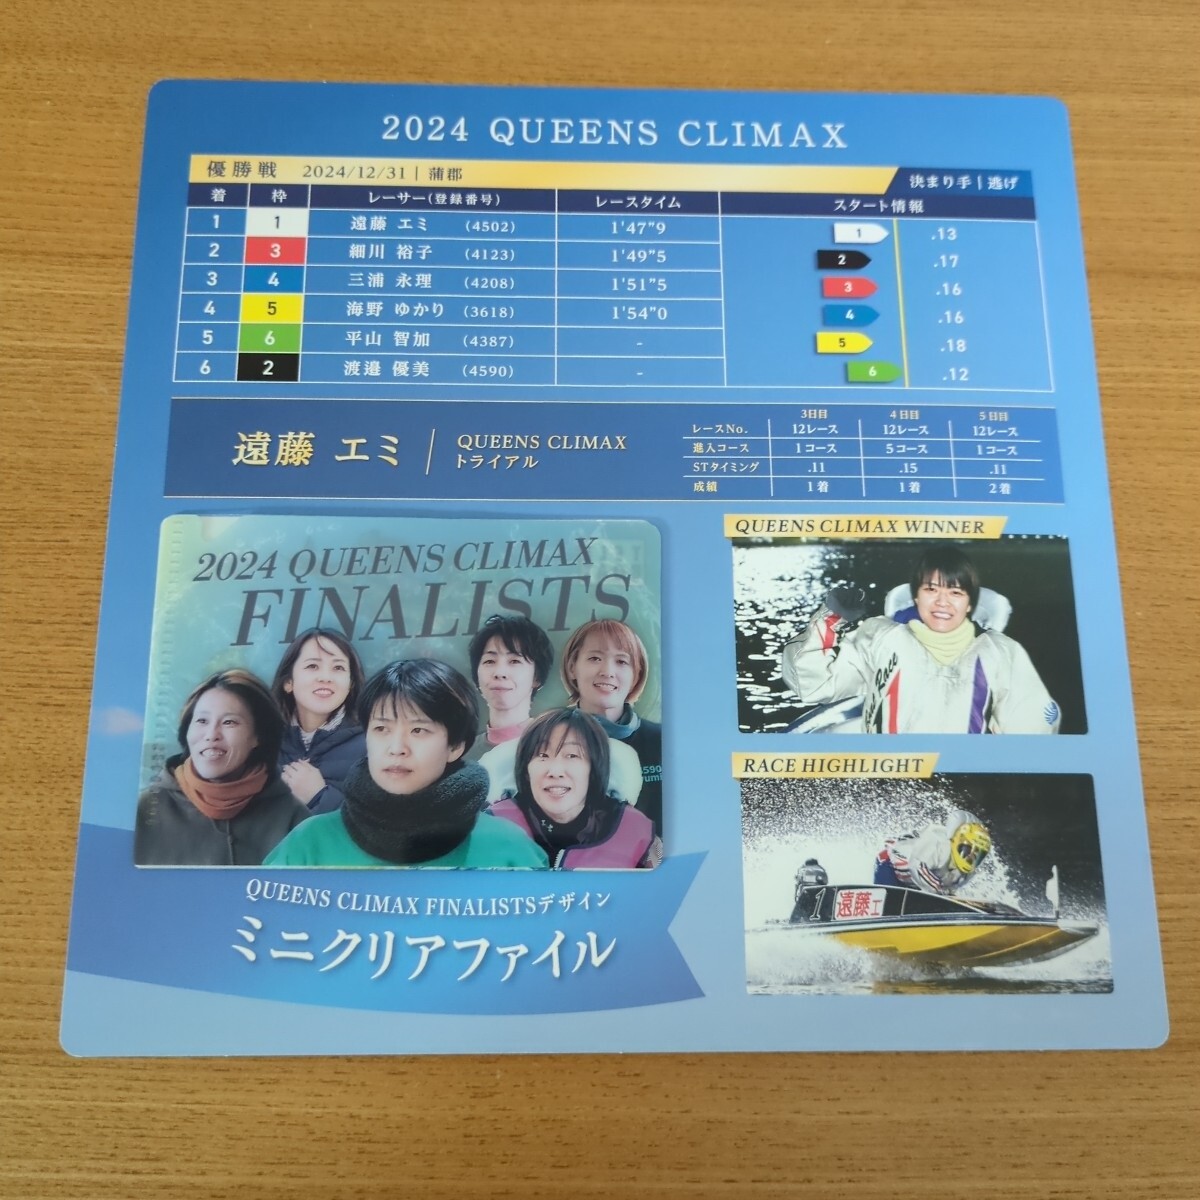 2024 QUEENS CLIMAX
優勝戦 2024/12/31 | 蒲郡
決まり手 | 逃げ
着 枠 レーサー(登録番号) レースタイム スタート情報
1 1 遠藤 エミ (4502) 1'47"9 1 .13
2 3 細川 裕子 (4123) 1'49"5 2 .17
3 4 三浦 永理 (4208) 1'51"5 3 .16
4 5 海野 ゆかり (3618) 1'54"0 4 .16
5 6 平山 智加 (4387) - 5 .18
6 2 渡邉 優美 (4590) - 6 .12
遠藤 エミ
QUEENS CLIMAX
トライアル
3日目 4日目 5日目
レースNo. 12レース 12レース 12レース
進入コース 1コース 5コース 1コース
STタイミング .11 .15 .11
成績 1着 1着 2着
2024 QUEENS CLIMAX
FINALISTS
QUEENS CLIMAX FINALISTSデザイン
ミニクリアファイル
QUEENS CLIMAX WINNER
Race
1
RACE HIGHLIGHT
1 遠藤エ